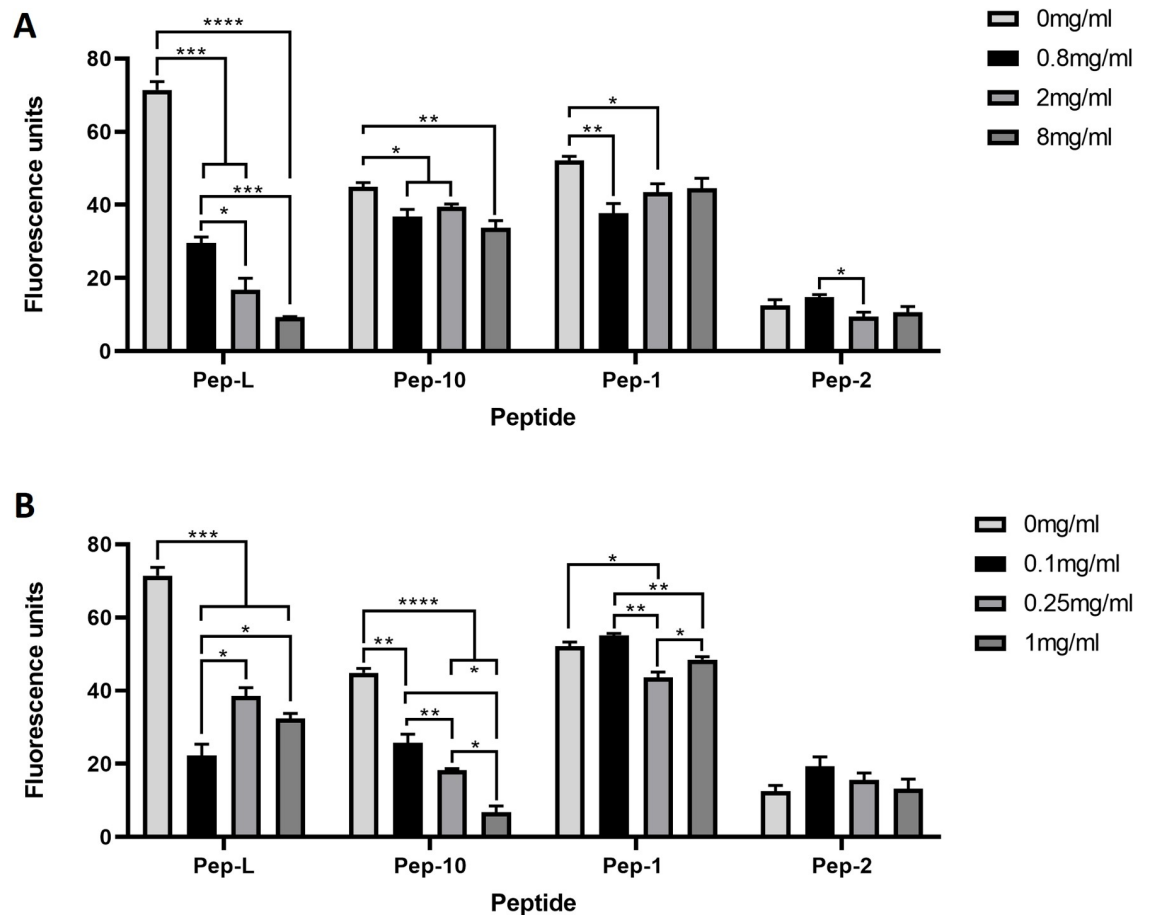 A
****
***
***
*
**
*
*
**
*
80
60
40
20
0
Fluorescence units
Pep-L Pep-10 Pep-1 Pep-2
Peptide
0mg/ml
0.8mg/ml
2mg/ml
8mg/ml
B
***
*
*
****
**
*
**
*
*
**
**
*
80
60
40
20
0
Fluorescence units
Pep-L Pep-10 Pep-1 Pep-2
Peptide
0mg/ml
0.1mg/ml
0.25mg/ml
1mg/ml